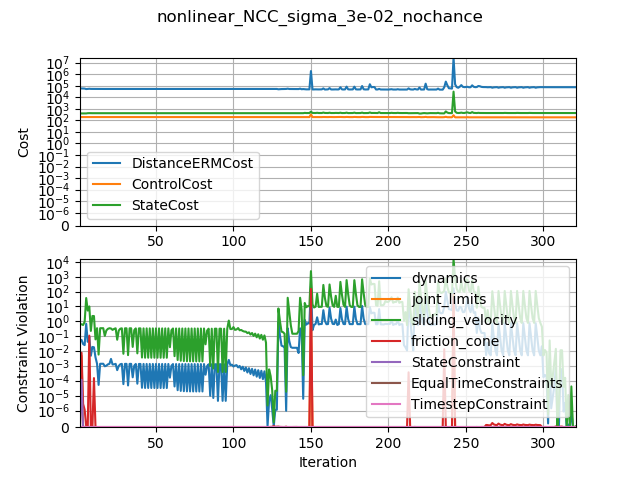 nonlinear_NCC_sigma_3e-02_nochance
10^7
10^6
10^5
10^4
10^3
10^2
10^1
10^0
10^-1
10^-2
10^-3
10^-4
10^-5
10^-6
0
Cost
DistanceERMCost
ControlCost
StateCost
50 100 150 200 250 300
10^4
10^3
10^2
10^1
10^0
10^-1
10^-2
10^-3
10^-4
10^-5
10^-6
0
Constraint Violation
dynamics
joint_limits
sliding_velocity
friction_cone
StateConstraint
EqualTimeConstraints
TimestepConstraint
50 100 150 200 250 300
Iteration